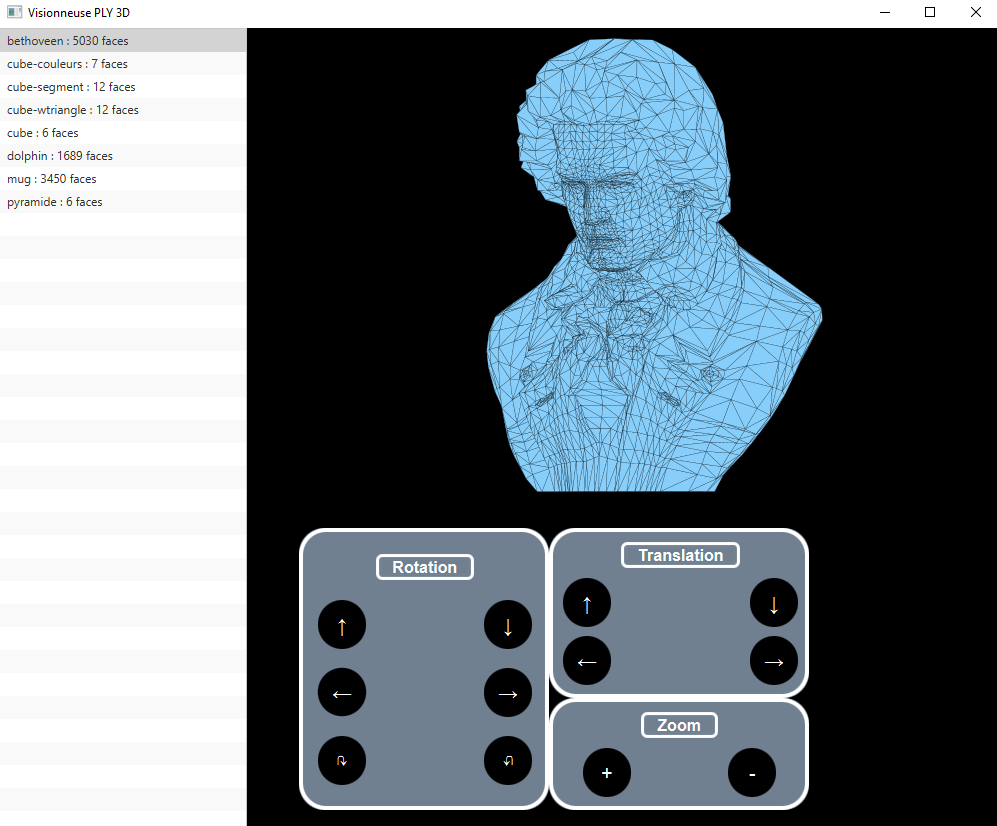 Visionneuse PLY 3D
bethoveen : 5030 faces
cube-couleurs : 7 faces
cube-segment : 12 faces
cube-wtriangle : 12 faces
cube : 6 faces
dolphin : 1689 faces
mug : 3450 faces
pyramide : 6 faces
Rotation
↑ ↓
← →
↷ ↶
Translation
↑ ↓
← →
Zoom
+ -